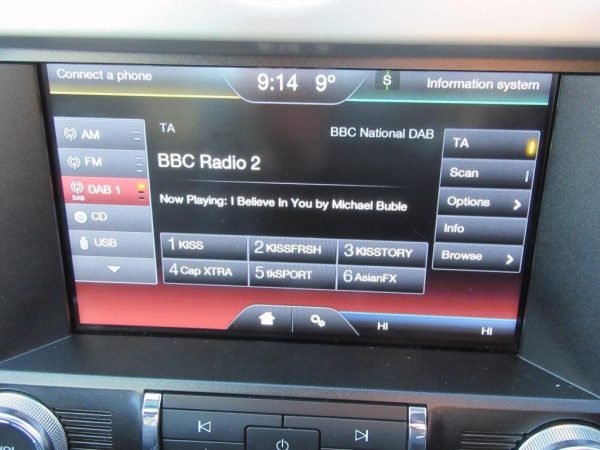 Connect a phone
9:14 9°
S
Information system
AM
FM
DAB 1
DAB
CD
USB
TA
BBC National DAB
BBC Radio 2
Now Playing: I Believe In You by Michael Buble
1 KISS
2 KISSFRSH
3 KISSTORY
4 Cap XTRA
5 tkSPORT
6 AsianFX
TA
Scan
Options
Info
Browse
HI
HI
VOL